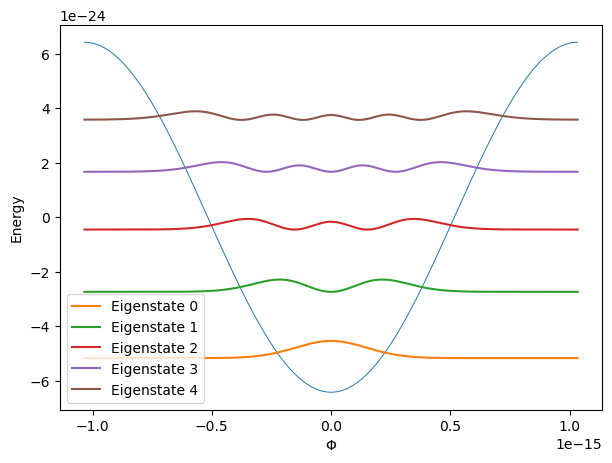 1e−24
6
4
2
0
−2
−4
−6
Energy
Eigenstate 0
Eigenstate 1
Eigenstate 2
Eigenstate 3
Eigenstate 4
−1.0 −0.5 0.0 0.5 1.0
Φ
1e−15